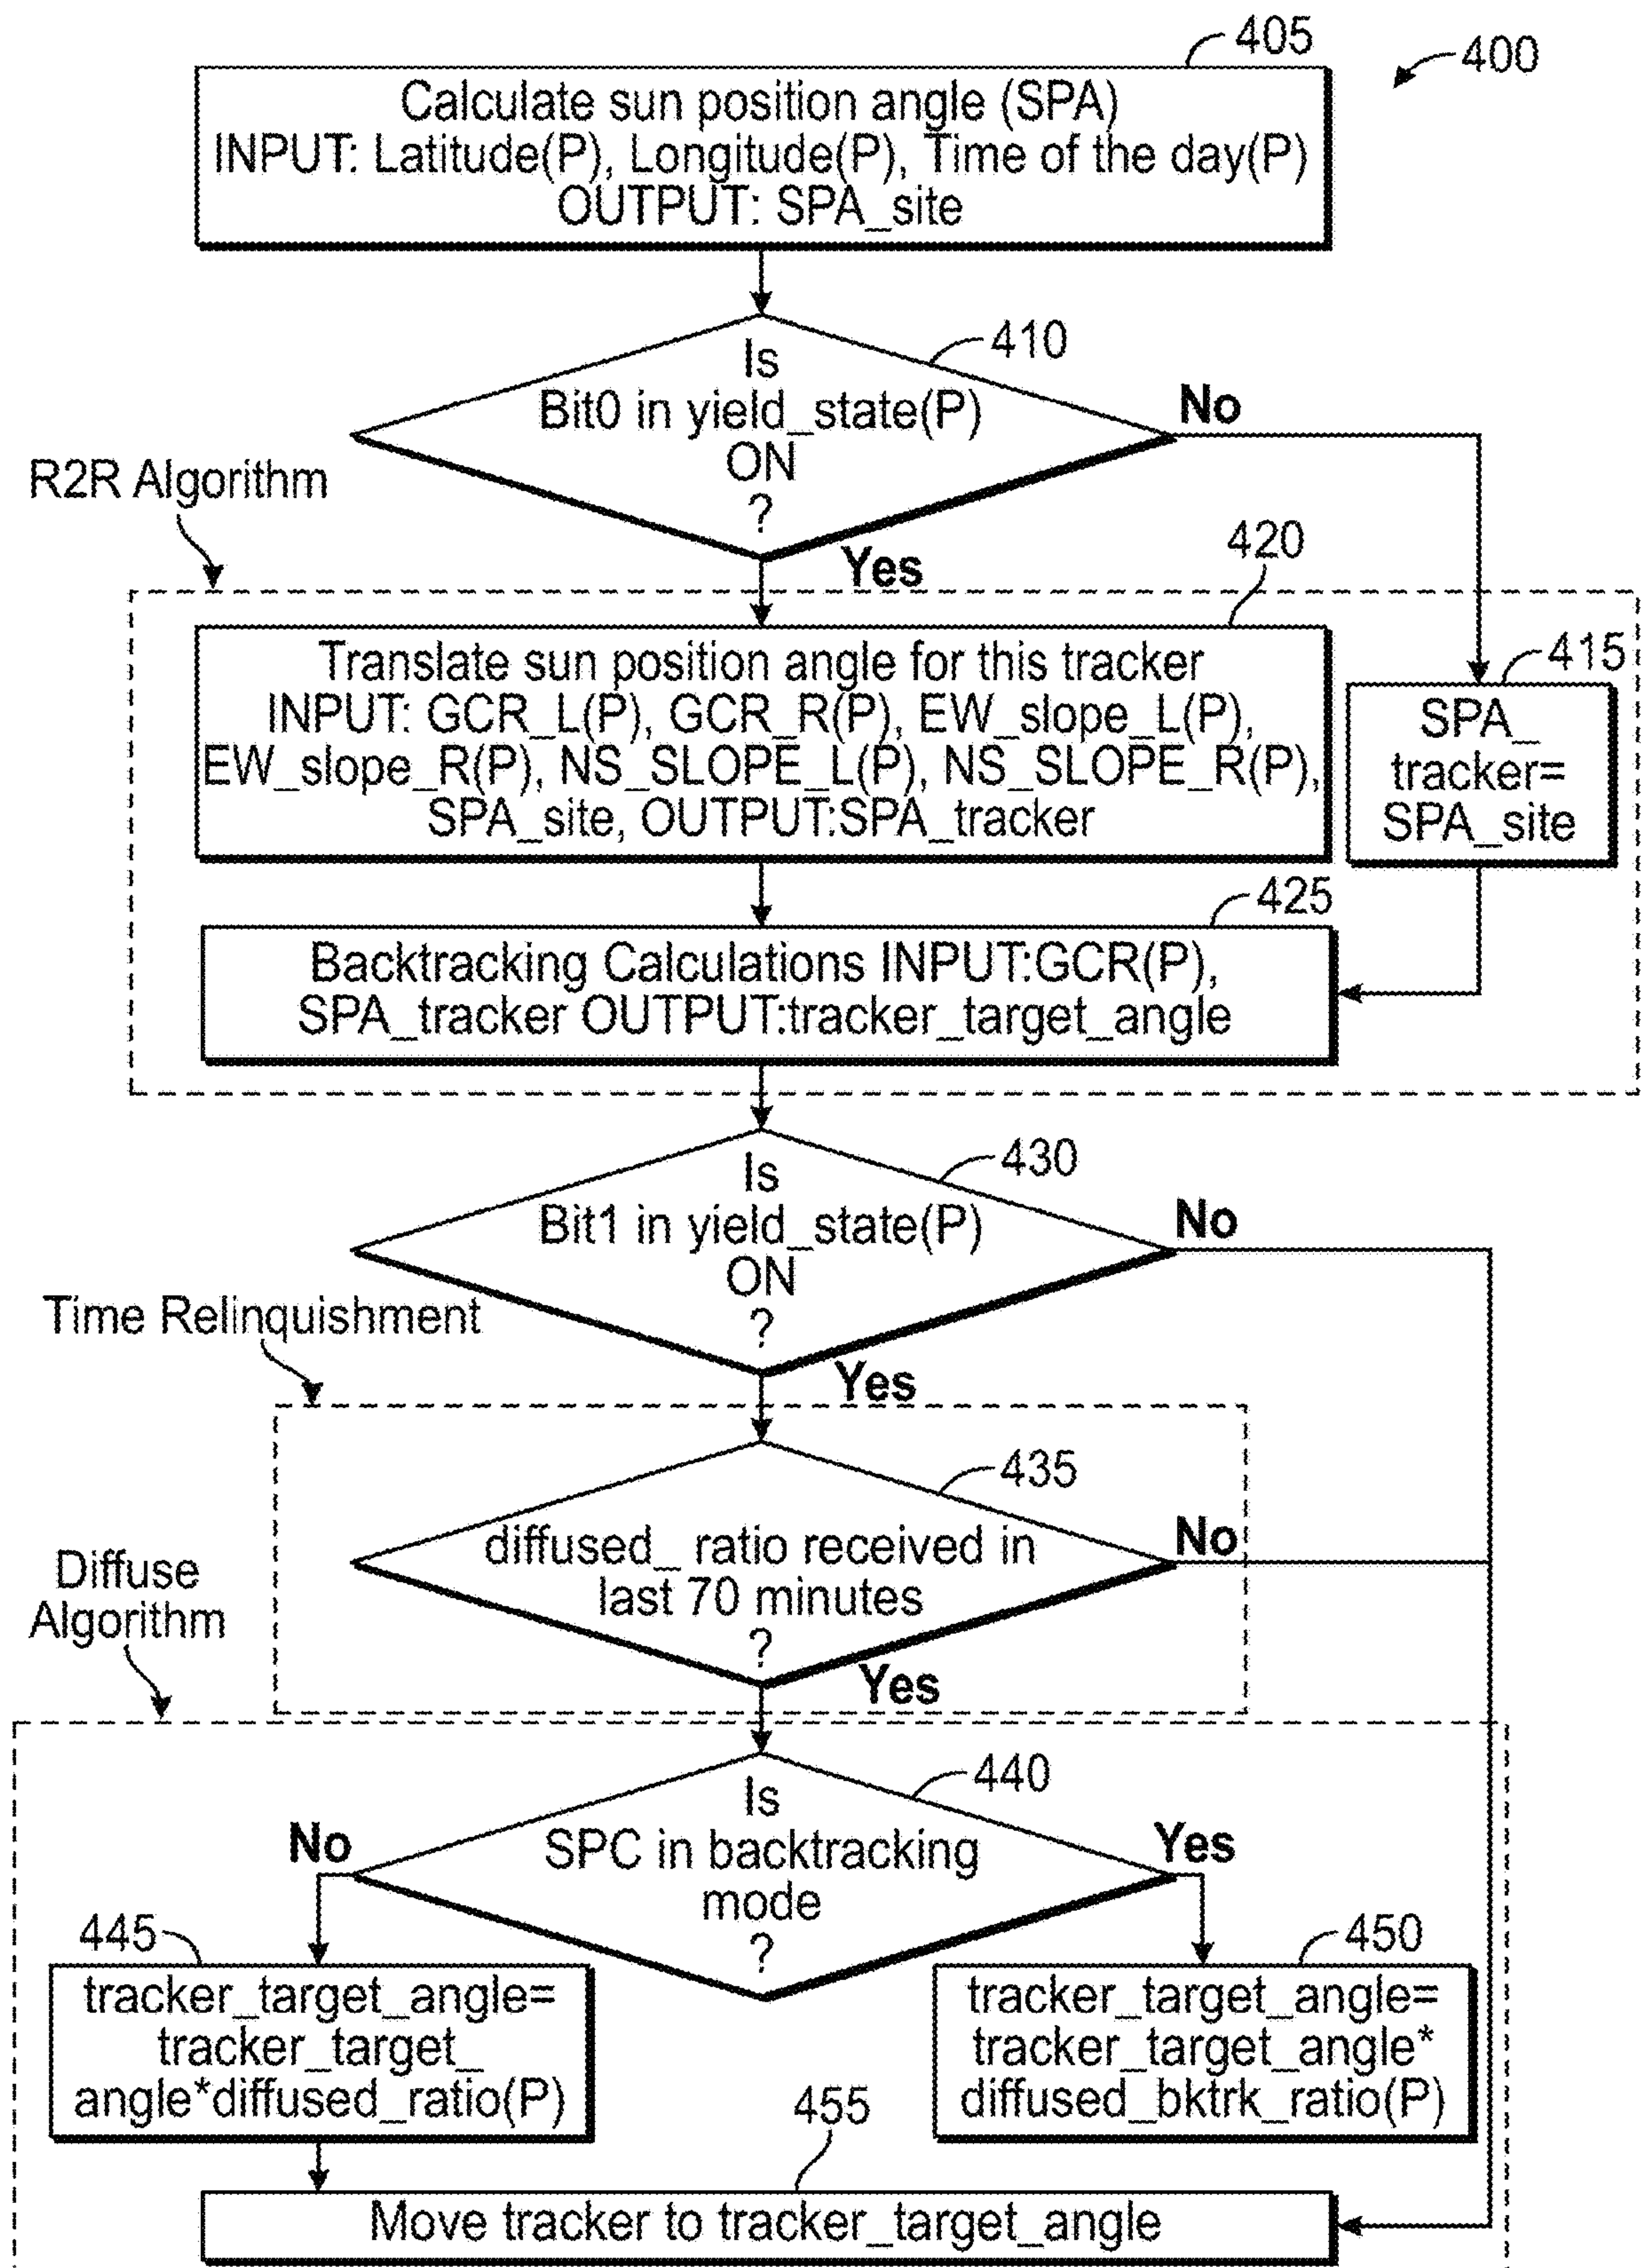 405
400
Calculate sun position angle (SPA)
INPUT: Latitude(P), Longitude(P), Time of the day(P)
OUTPUT: SPA_site
410
Is
Bit0 in yield_state(P)
ON
?
No
R2R Algorithm
Yes
420
Translate sun position angle for this tracker
INPUT: GCR_L(P), GCR_R(P), EW_slope_L(P),
EW_slope_R(P), NS_SLOPE_L(P), NS_SLOPE_R(P),
SPA_site, OUTPUT:SPA_tracker
415
SPA_
tracker=
SPA_site
425
Backtracking Calculations INPUT:GCR(P),
SPA_tracker OUTPUT:tracker_target_angle
430
Is
Bit1 in yield_state(P)
ON
?
No
Time Relinquishment
Yes
435
diffused_ ratio received in
last 70 minutes
?
No
Diffuse
Algorithm
Yes
440
Is
SPC in backtracking
mode
?
No
Yes
445
tracker_target_angle=
tracker_target_
angle*diffused_ratio(P)
450
tracker_target_angle=
tracker_target_angle*
diffused_bktrk_ratio(P)
455
Move tracker to tracker_target_angle